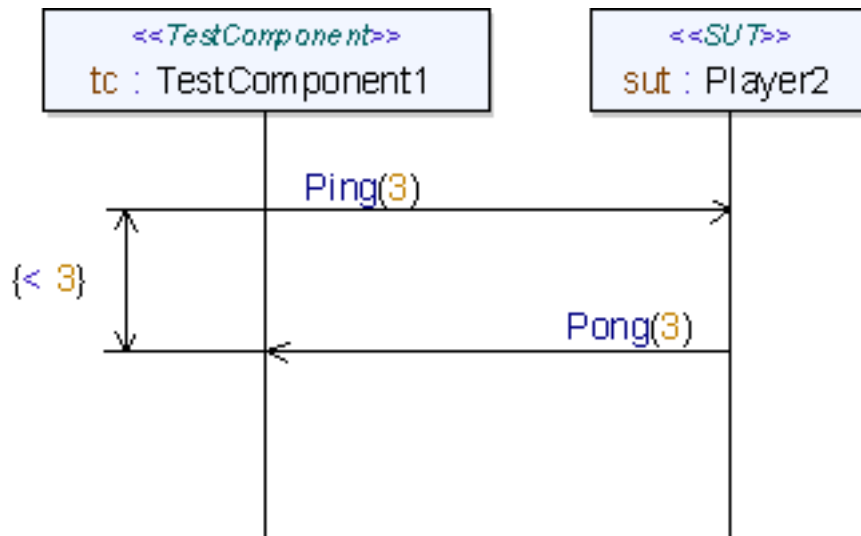 <<TestComponent>>
tc : TestComponent1
<<SUT>>
sut : Player2
Ping(3)
{< 3}
Pong(3)